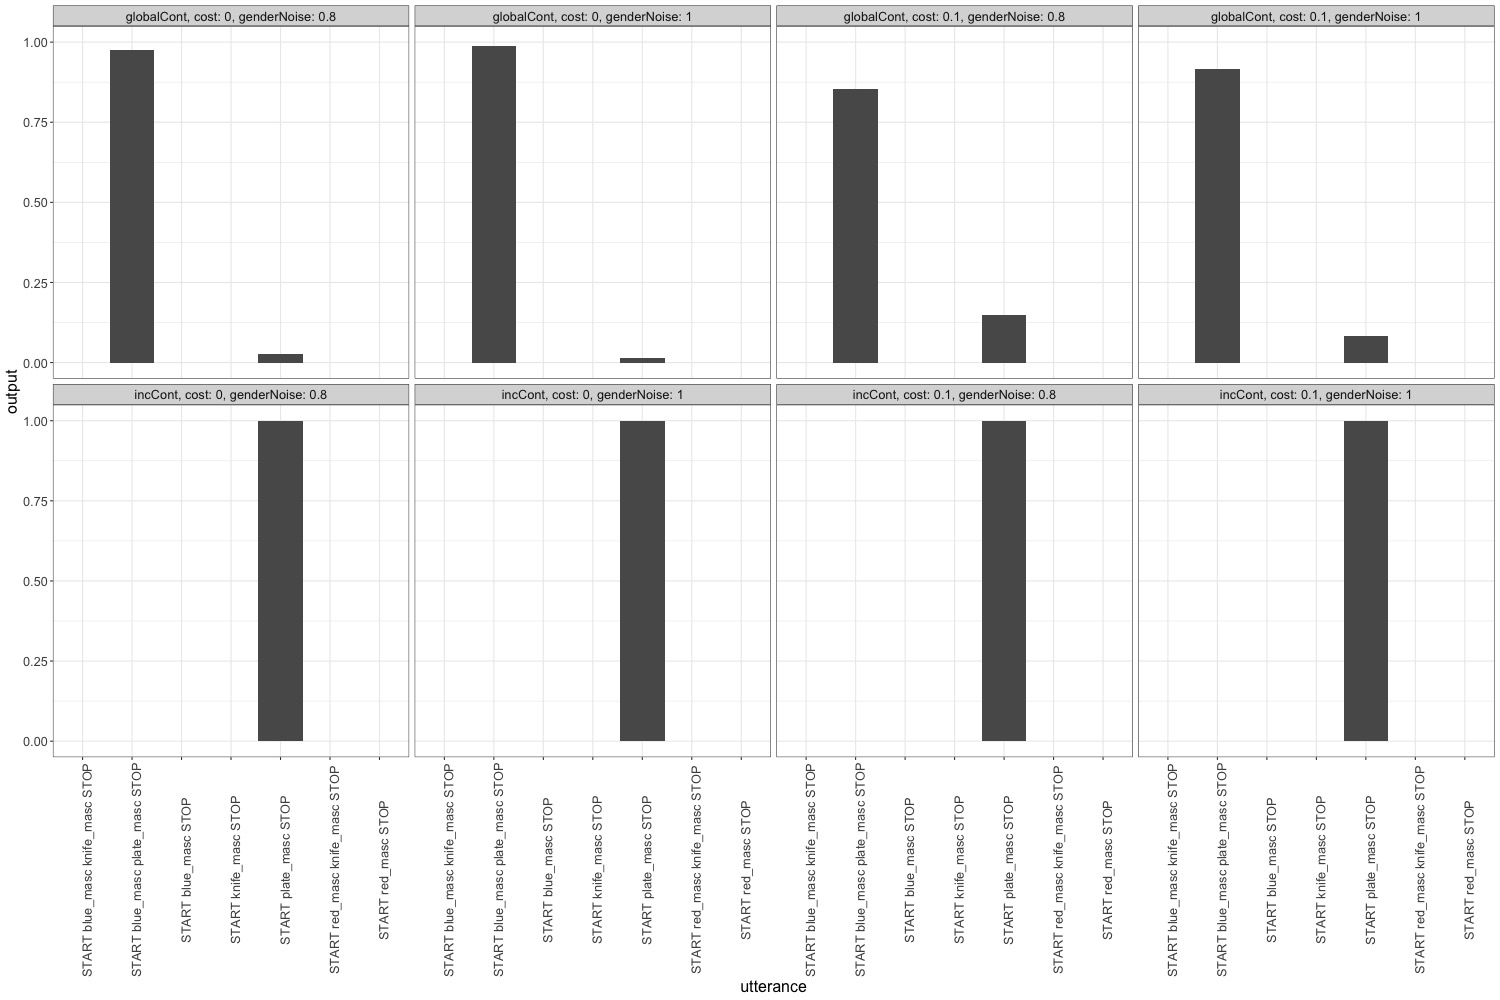 globalCont, cost: 0, genderNoise: 0.8
globalCont, cost: 0, genderNoise: 1
globalCont, cost: 0.1, genderNoise: 0.8
globalCont, cost: 0.1, genderNoise: 1
1.00
0.75
0.50
0.25
0.00
output
incCont, cost: 0, genderNoise: 0.8
incCont, cost: 0, genderNoise: 1
incCont, cost: 0.1, genderNoise: 0.8
incCont, cost: 0.1, genderNoise: 1
1.00
0.75
0.50
0.25
0.00
START blue_masc knife_masc STOP
START blue_masc plate_masc STOP
START blue_masc STOP
START knife_masc STOP
START plate_masc STOP
START red_masc knife_masc STOP
START red_masc STOP
START blue_masc knife_masc STOP
START blue_masc plate_masc STOP
START blue_masc STOP
START knife_masc STOP
START plate_masc STOP
START red_masc knife_masc STOP
START red_masc STOP
START blue_masc knife_masc STOP
START blue_masc plate_masc STOP
START blue_masc STOP
START knife_masc STOP
START plate_masc STOP
START red_masc knife_masc STOP
START red_masc STOP
START blue_masc knife_masc STOP
START blue_masc plate_masc STOP
START blue_masc STOP
START knife_masc STOP
START plate_masc STOP
START red_masc knife_masc STOP
START red_masc STOP
utterance